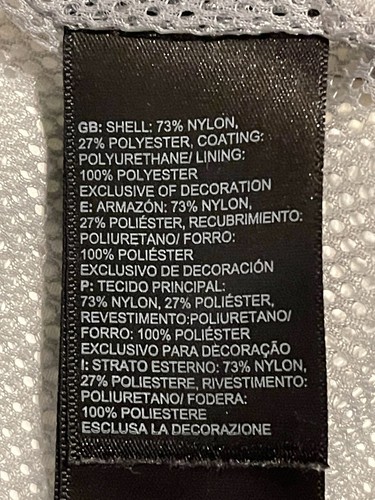 GB: SHELL: 73% NYLON,
27% POLYESTER, COATING:
POLYURETHANE/ LINING:
100% POLYESTER
EXCLUSIVE OF DECORATION
E: ARMAZÓN: 73% NYLON,
27% POLIÉSTER, RECUBRIMIENTO:
POLIURETANO/ FORRO:
100% POLIÉSTER
EXCLUSIVO DE DECORACIÓN
P: TECIDO PRINCIPAL:
73% NYLON, 27% POLIÉSTER,
REVESTIMENTO:POLIURETANO/
FORRO: 100% POLIÉSTER
EXCLUSIVO PARA DECORAÇÃO
I: STRATO ESTERNO: 73% NYLON,
27% POLIESTERE, RIVESTIMENTO:
POLIURETANO/ FODERA:
100% POLIESTERE
ESCLUSA LA DECORAZIONE